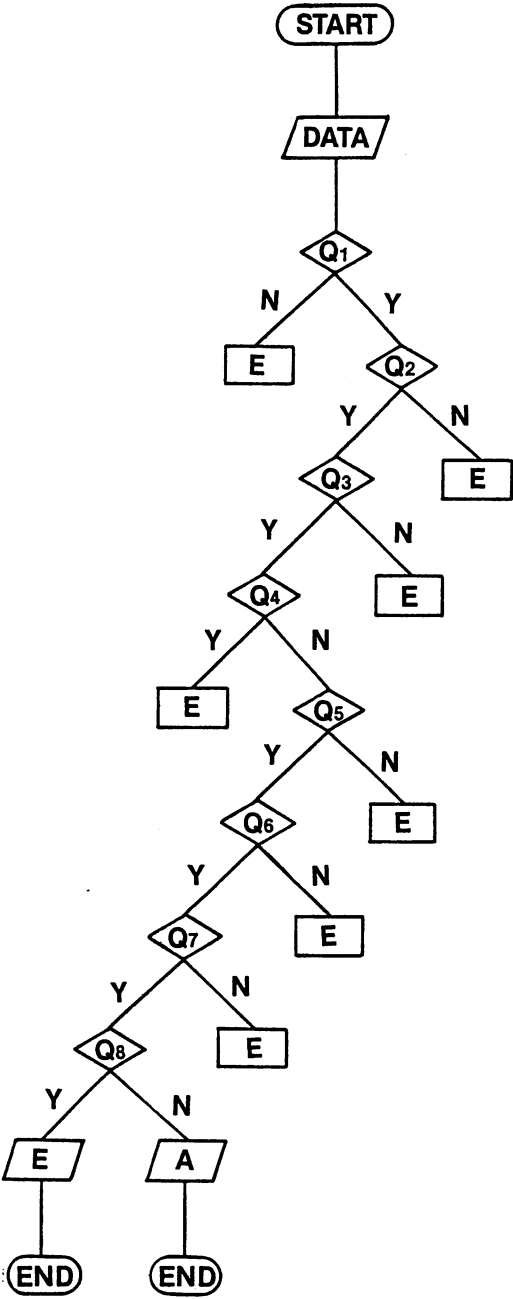 START
DATA
Q1
N Y
E Q2
Y N
Q3 E
Y N
Q4 E
Y N
E Q5
Y N
Q6 E
Y N
Q7 E
Y N
Q8 E
Y N
E A
END END